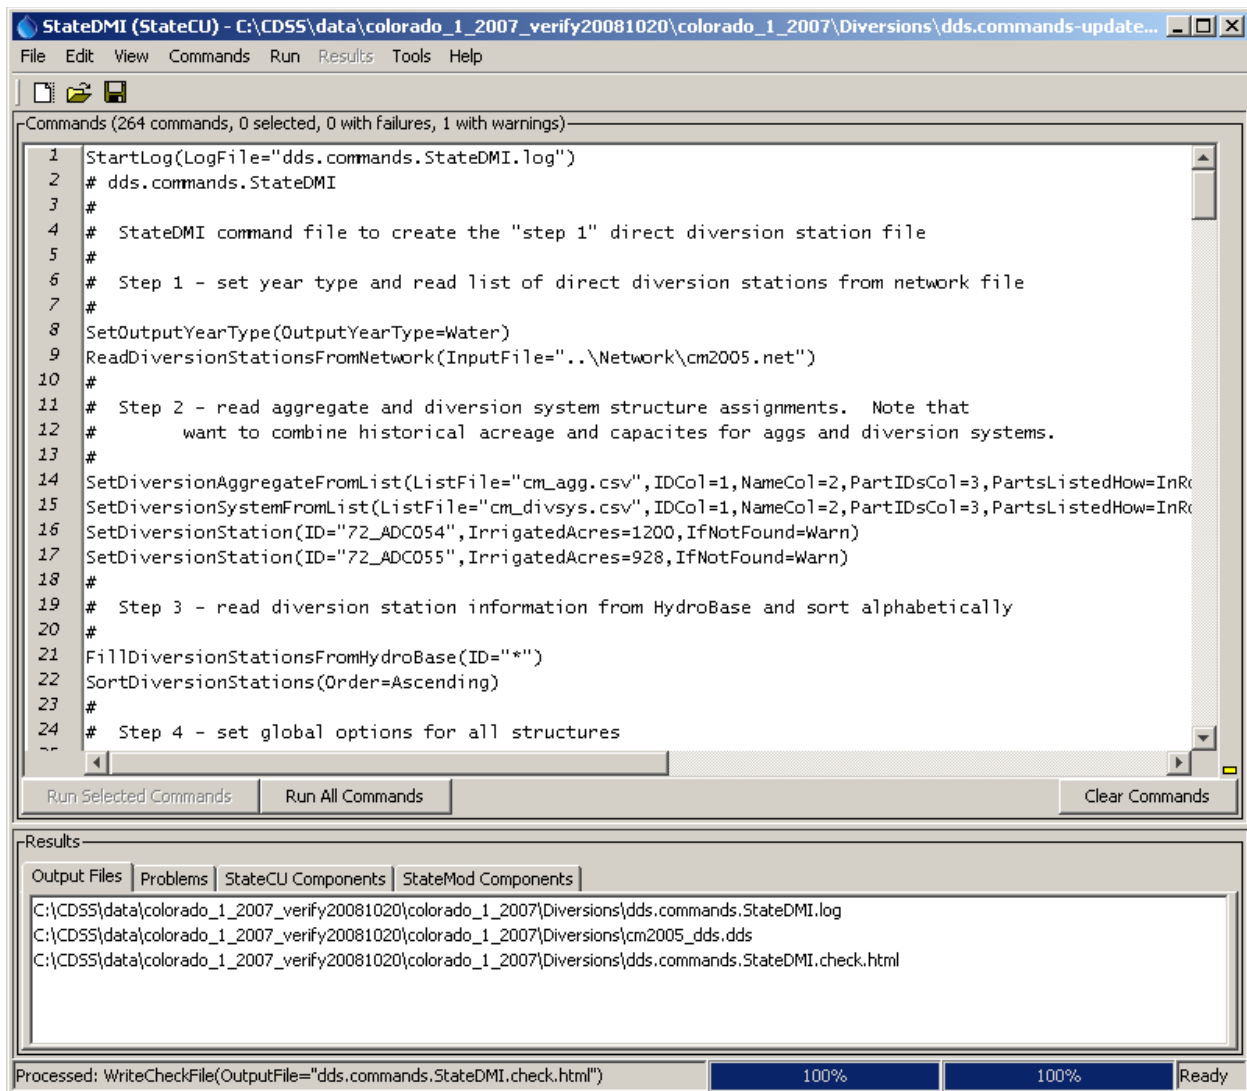 StateDMI (StateCU) - C:\CDSS\data\colorado_1_2007_verify20081020\colorado_1_2007\Diversions\dds.commands-update...
File Edit View Commands Run Results Tools Help
Commands (264 commands, 0 selected, 0 with failures, 1 with warnings)
1 StartLog(LogFile="dds.commands.StateDMI.log")
2 # dds.commands.StateDMI
3 #
4 # StateDMI command file to create the "step 1" direct diversion station file
5 #
6 # Step 1 - set year type and read list of direct diversion stations from network file
7 #
8 SetOutputYearType(OutputYearType=Water)
9 ReadDiversionStationsFromNetwork(InputFile="..\Network\cm2005.net")
10 #
11 # Step 2 - read aggregate and diversion system structure assignments. Note that
12 # want to combine historical acreage and capacites for aggs and diversion systems.
13 #
14 SetDiversionAggregateFromList(ListFile="cm_agg.csv",IDCol=1,NameCol=2,PartIDsCol=3,PartsListedHow=InRo
15 SetDiversionSystemFromList(ListFile="cm_divsys.csv",IDCol=1,NameCol=2,PartIDsCol=3,PartsListedHow=InRo
16 SetDiversionStation(ID="72_ADC054",IrrigatedAcres=1200,IfNotFound=Warn)
17 SetDiversionStation(ID="72_ADC055",IrrigatedAcres=928,IfNotFound=Warn)
18 #
19 # Step 3 - read diversion station information from HydroBase and sort alphabetically
20 #
21 FillDiversionStationsFromHydroBase(ID="*")
22 SortDiversionStations(Order=Ascending)
23 #
24 # Step 4 - set global options for all structures
Run Selected Commands Run All Commands Clear Commands
Results
Output Files Problems StateCU Components StateMod Components
C:\CDSS\data\colorado_1_2007_verify20081020\colorado_1_2007\Diversions\dds.commands.StateDMI.log
C:\CDSS\data\colorado_1_2007_verify20081020\colorado_1_2007\Diversions\cm2005_dds.dds
C:\CDSS\data\colorado_1_2007_verify20081020\colorado_1_2007\Diversions\dds.commands.StateDMI.check.html
Processed: WriteCheckFile(OutputFile="dds.commands.StateDMI.check.html") 100% 100% Ready